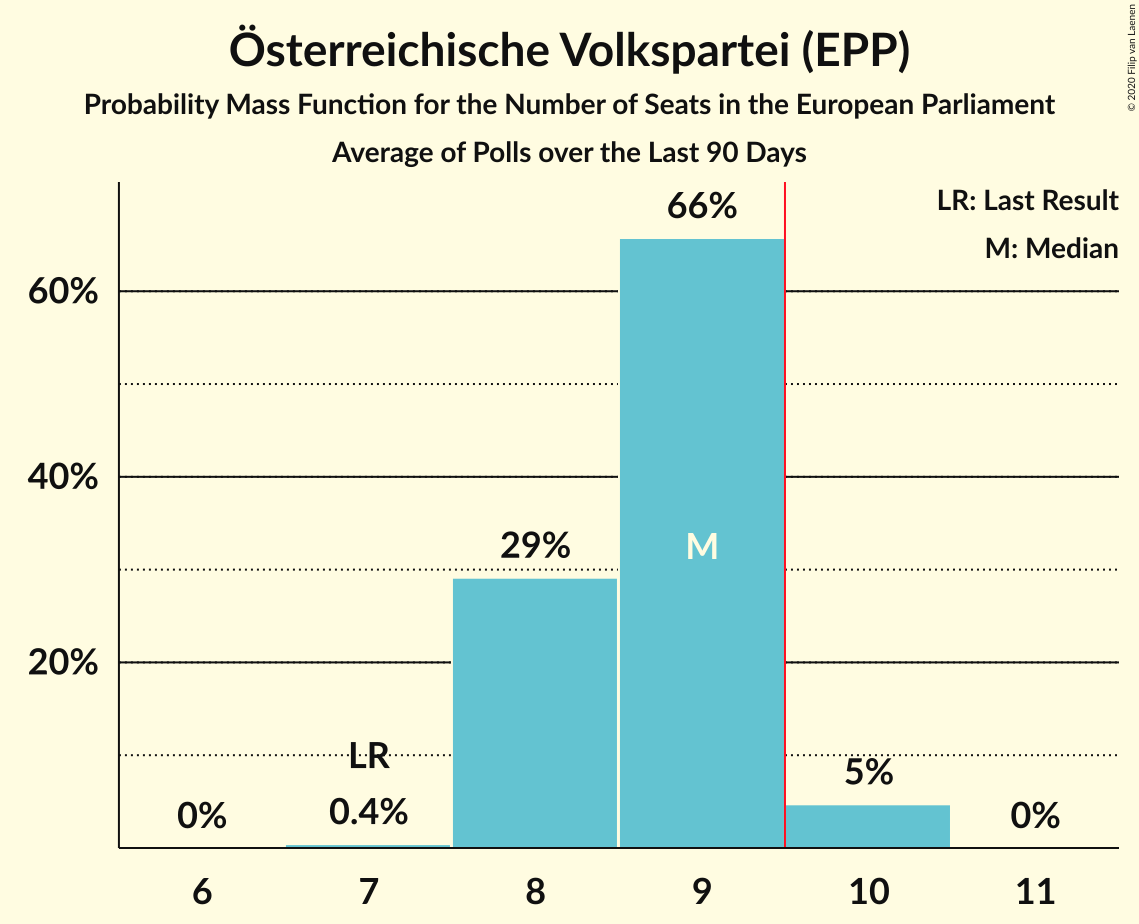 Österreichische Volkspartei (EPP)
Probability Mass Function for the Number of Seats in the European Parliament
Average of Polls over the Last 90 Days
© 2020 Filip van Laenen
LR: Last Result
M: Median
66%
60%
40%
29%
M
20%
LR
5%
0%
0.4%
0%
6 7 8 9 10 11